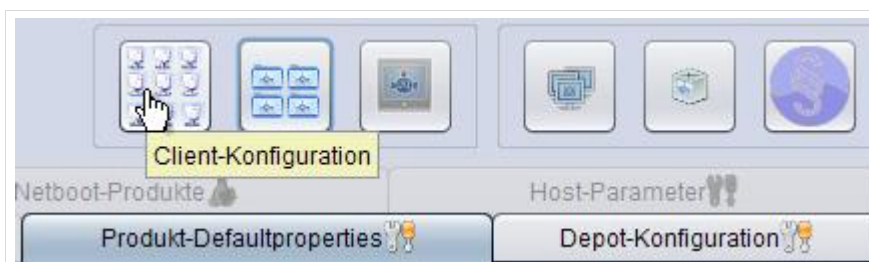 Client-Konfiguration
Netboot-Produkte
Host-Parameter
Produkt-Defaultproperties
Depot-Konfiguration